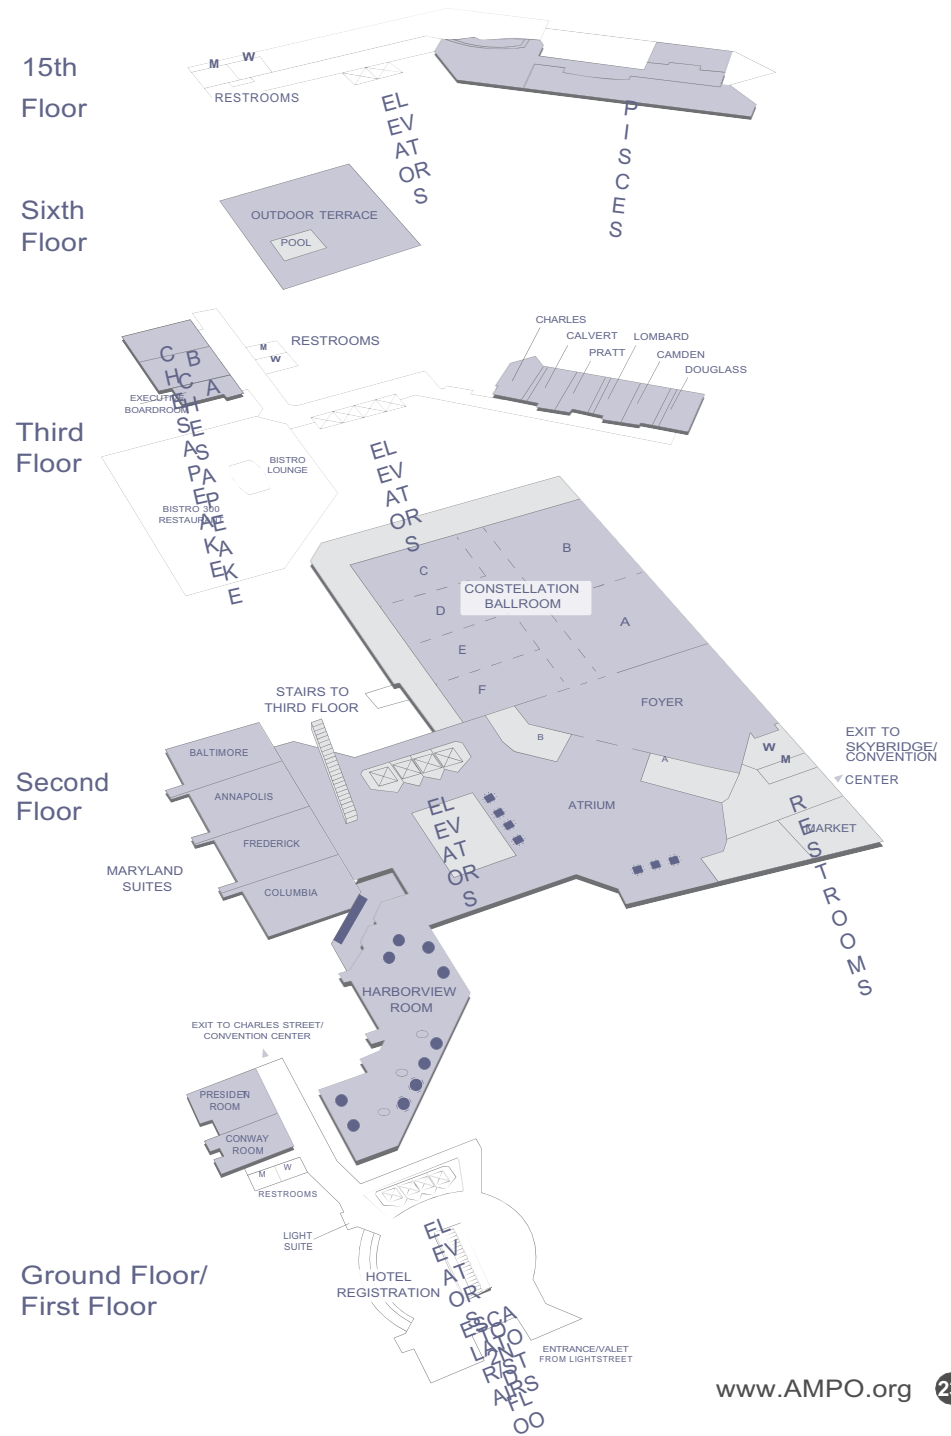 15th
Floor
M
W
RESTROOMS
ELEVATORS
PISCES
Sixth
Floor
OUTDOOR TERRACE
POOL
Third
Floor
M
W
RESTROOMS
CHARLES
CALVERT
PRATT
LOMBARD
CAMDEN
DOUGLASS
B
A
CHESAPEAKE
CHESAPEAKE
EXECUTIVE
BOARDROOM
BISTRO
LOUNGE
BISTRO 300
RESTAURANT
ELEVATORS
Second
Floor
B
C
CONSTELLATION
BALLROOM
D
A
E
F
FOYER
STAIRS TO
THIRD FLOOR
B
A
W
M
EXIT TO
SKYBRIDGE/
CONVENTION
CENTER
BALTIMORE
ANNAPOLIS
FREDERICK
COLUMBIA
MARYLAND
SUITES
ATRIUM
MARKET
RESTROOMS
ELEVATORS
HARBORVIEW
ROOM
EXIT TO CHARLES STREET/
CONVENTION CENTER
PRESIDENT
ROOM
CONWAY
ROOM
M
W
RESTROOMS
LIGHT
SUITE
Ground Floor/
First Floor
HOTEL
REGISTRATION
ELEVATORS
ENTRANCE/VALET
FROM LIGHTSTREET
www.AMPO.org